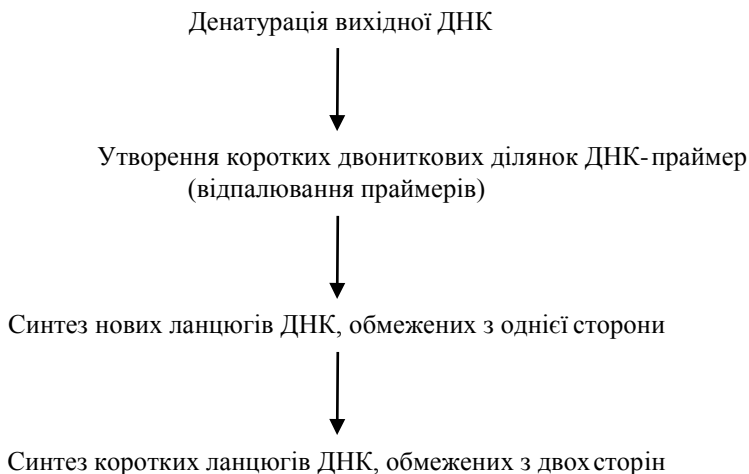 Денатурація вихідної ДНК
Утворення коротких двониткових ділянок ДНК-праймер
(відпалювання праймерів)
Синтез нових ланцюгів ДНК, обмежених з однієї сторони
Синтез коротких ланцюгів ДНК, обмежених з двох сторін